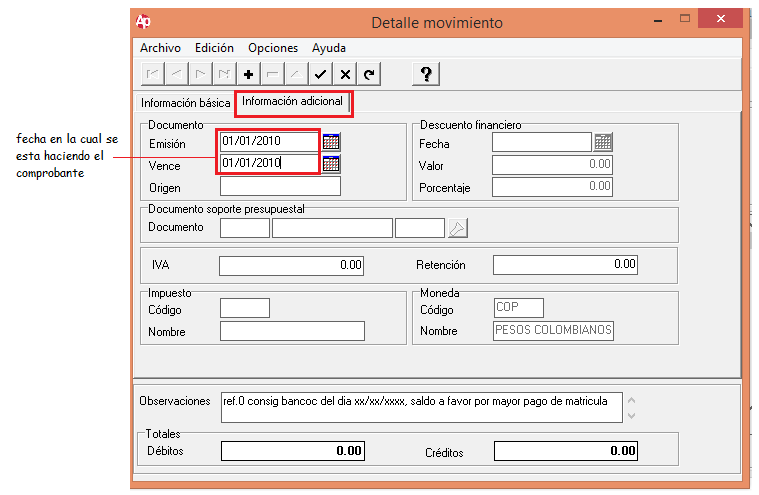 Detalle movimiento
Archivo Edición Opciones Ayuda
Información básica Información adicional
Documento
Emisión 01/01/2010
Vence 01/01/2010
Origen
Descuento financiero
Fecha
Valor 0.00
Porcentaje 0.00
fecha en la cual se
esta haciendo el
comprobante
Documento soporte presupuestal
Documento
IVA 0.00 Retención 0.00
Impuesto
Código
Nombre
Moneda
Código COP
Nombre PESOS COLOMBIANOS
Observaciones ref.0 consig bancoc del dia xx/xx/xxxx, saldo a favor por mayor pago de matricula
Totales
Débitos 0.00 Créditos 0.00